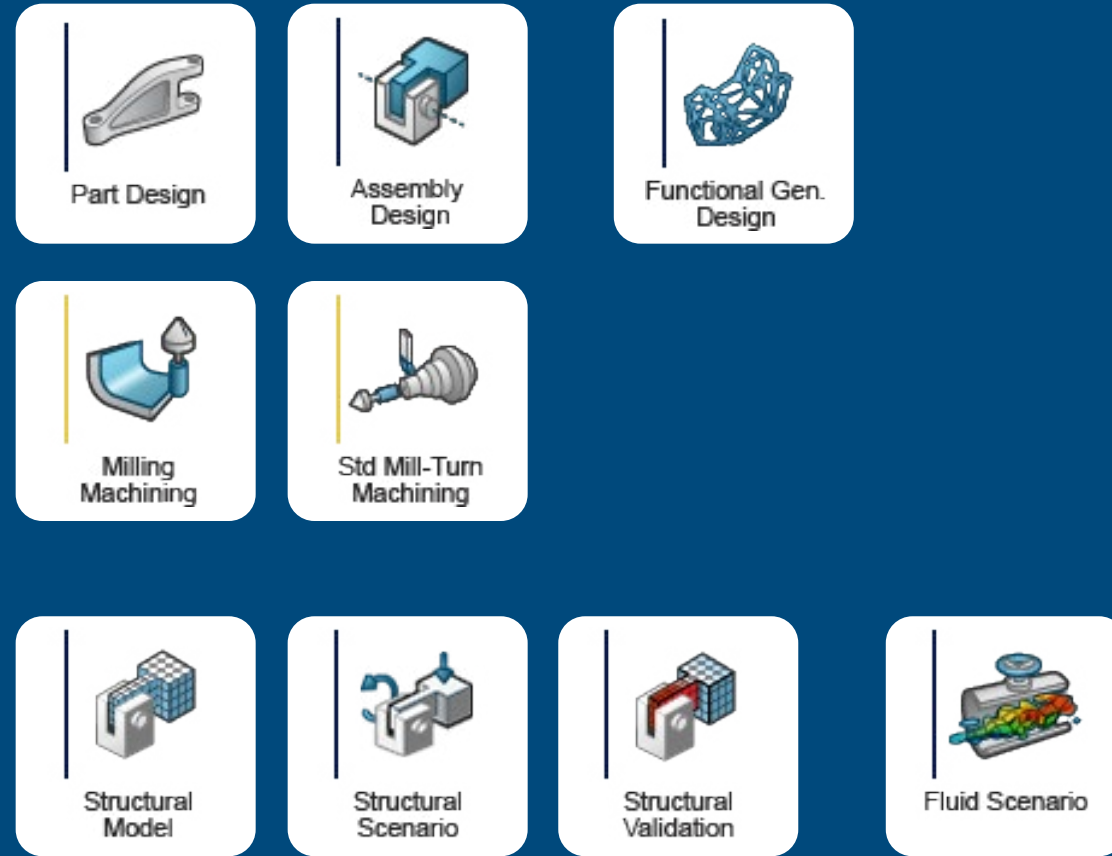 Part Design
Assembly
Design
Functional Gen.
Design
Milling
Machining
Std Mill-Turn
Machining
Structural
Model
Structural
Scenario
Structural
Validation
Fluid Scenario